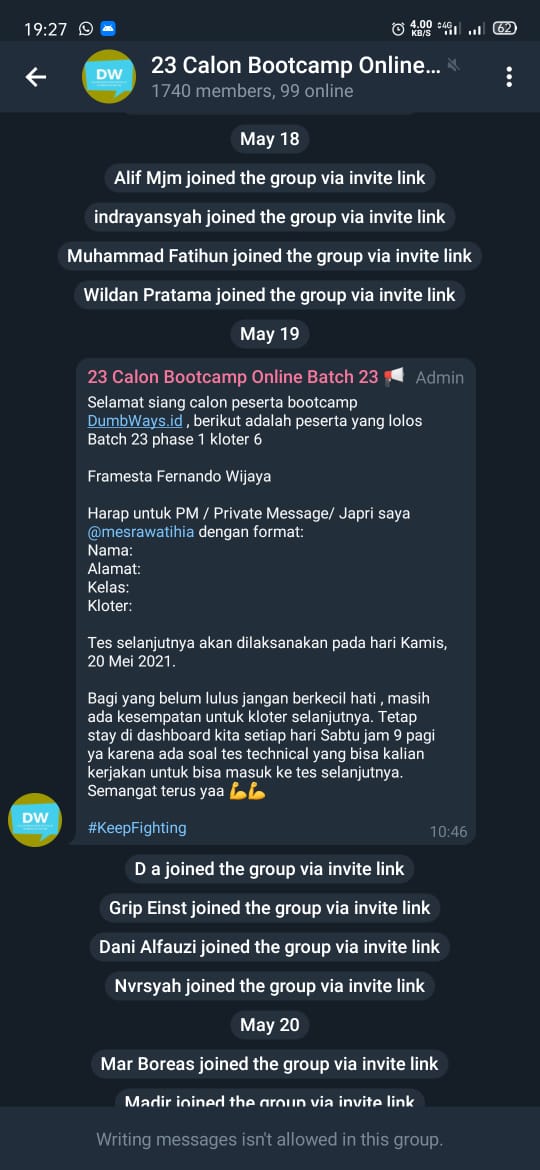 19:27
4.00 KB/S 4G 62
DW
23 Calon Bootcamp Online...
1740 members, 99 online
May 18
Alif Mjm joined the group via invite link
indrayansyah joined the group via invite link
Muhammad Fatihun joined the group via invite link
Wildan Pratama joined the group via invite link
May 19
23 Calon Bootcamp Online Batch 23 📢 Admin
Selamat siang calon peserta bootcamp
DumbWays.id , berikut adalah peserta yang lolos
Batch 23 phase 1 kloter 6
Framesta Fernando Wijaya
Harap untuk PM / Private Message/ Japri saya
@mesrawatihia dengan format:
Nama:
Alamat:
Kelas:
Kloter:
Tes selanjutnya akan dilaksanakan pada hari Kamis,
20 Mei 2021.
Bagi yang belum lulus jangan berkecil hati , masih
ada kesempatan untuk kloter selanjutnya. Tetap
stay di dashboard kita setiap hari Sabtu jam 9 pagi
ya karena ada soal tes technical yang bisa kalian
kerjakan untuk bisa masuk ke tes selanjutnya.
Semangat terus yaa 💪💪
#KeepFighting
10:46
DW
D a joined the group via invite link
Grip Einst joined the group via invite link
Dani Alfauzi joined the group via invite link
Nvrsyah joined the group via invite link
May 20
Mar Boreas joined the group via invite link
Madir joined the group via invite link
Writing messages isn't allowed in this group.